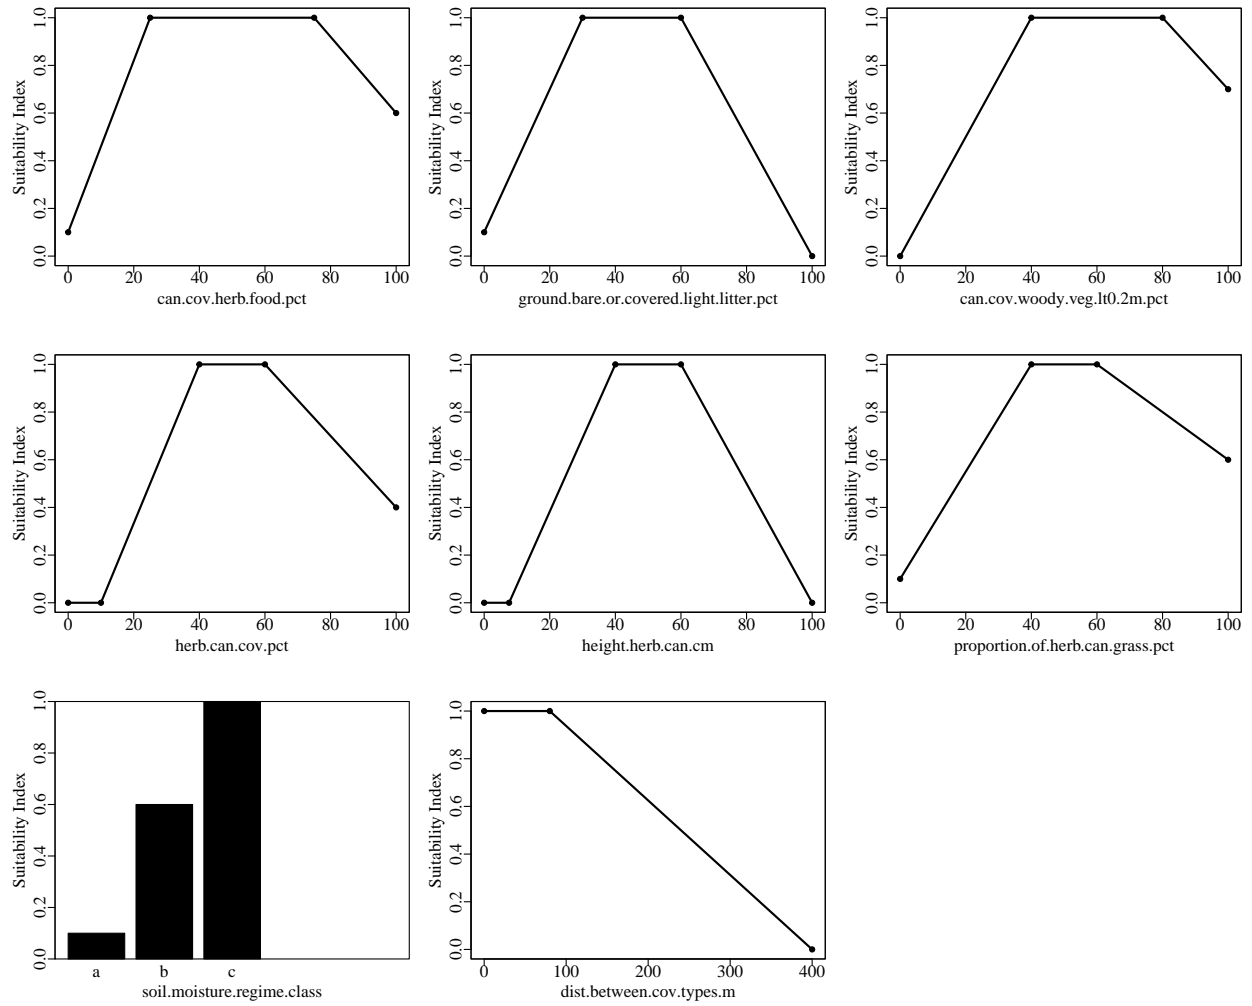 Suitability Index
0.0 0.2 0.4 0.6 0.8 1.0
0 20 40 60 80 100
can.cov.herb.food.pct
Suitability Index
0.0 0.2 0.4 0.6 0.8 1.0
0 20 40 60 80 100
ground.bare.or.covered.light.litter.pct
Suitability Index
0.0 0.2 0.4 0.6 0.8 1.0
0 20 40 60 80 100
can.cov.woody.veg.lt0.2m.pct
Suitability Index
0.0 0.2 0.4 0.6 0.8 1.0
0 20 40 60 80 100
herb.can.cov.pct
Suitability Index
0.0 0.2 0.4 0.6 0.8 1.0
0 20 40 60 80 100
height.herb.can.cm
Suitability Index
0.0 0.2 0.4 0.6 0.8 1.0
0 20 40 60 80 100
proportion.of.herb.can.grass.pct
Suitability Index
0.0 0.2 0.4 0.6 0.8 1.0
a b c
soil.moisture.regime.class
Suitability Index
0.0 0.2 0.4 0.6 0.8 1.0
0 100 200 300 400
dist.between.cov.types.m